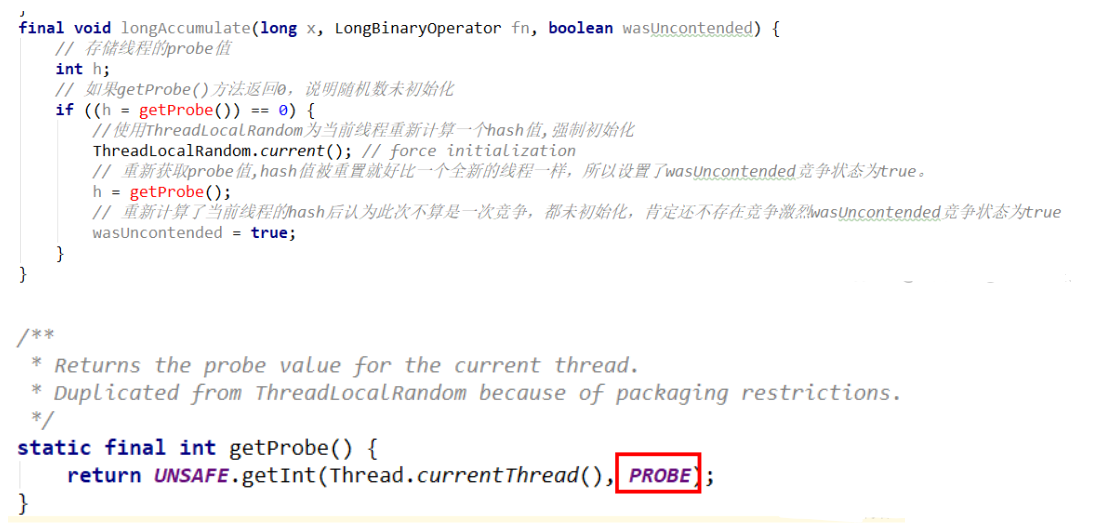 final void longAccumulate(long x, LongBinaryOperator fn, boolean wasUncontended) {
// 存储线程的probe值
int h;
// 如果getProbe()方法返回0，说明随机数未初始化
if ((h = getProbe()) == 0) {
//使用ThreadLocalRandom为当前线程重新计算一个hash值,强制初始化
ThreadLocalRandom.current(); // force initialization
// 重新获取probe值,hash值被重置就好比一个全新的线程一样，所以设置了wasUncontended竞争状态为true。
h = getProbe();
// 重新计算了当前线程的hash后认为此次不算是一次竞争，都未初始化，肯定还不存在竞争激烈wasUncontended竞争状态为true
wasUncontended = true;
}
}
/**
* Returns the probe value for the current thread.
* Duplicated from ThreadLocalRandom because of packaging restrictions.
*/
static final int getProbe() {
return UNSAFE.getInt(Thread.currentThread(), PROBE);
}